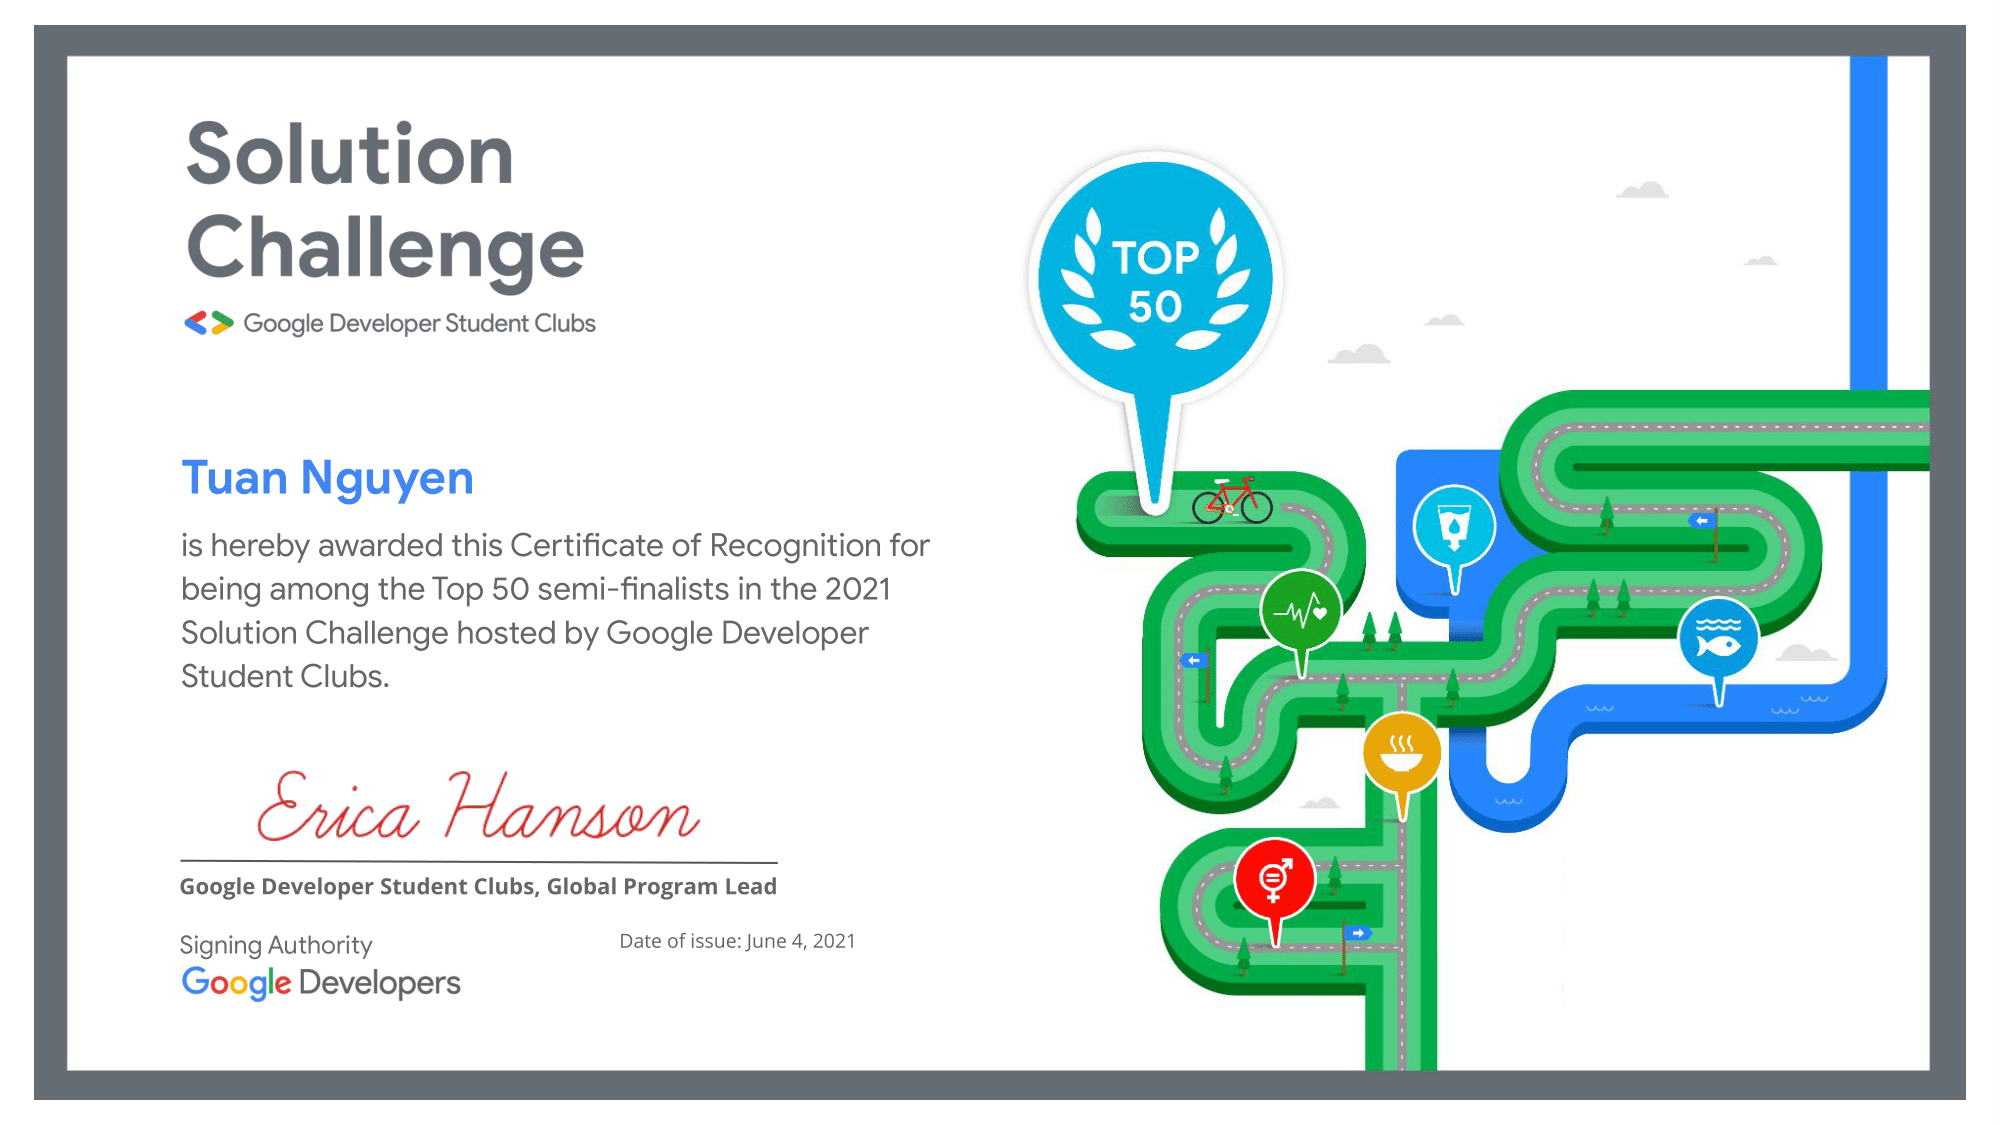 Solution
Challenge
Google Developer Student Clubs
TOP
50
Tuan Nguyen
is hereby awarded this Certificate of Recognition for
being among the Top 50 semi-finalists in the 2021
Solution Challenge hosted by Google Developer
Student Clubs.
Erica Hanson
Google Developer Student Clubs, Global Program Lead
Signing Authority
Date of issue: June 4, 2021
Google Developers